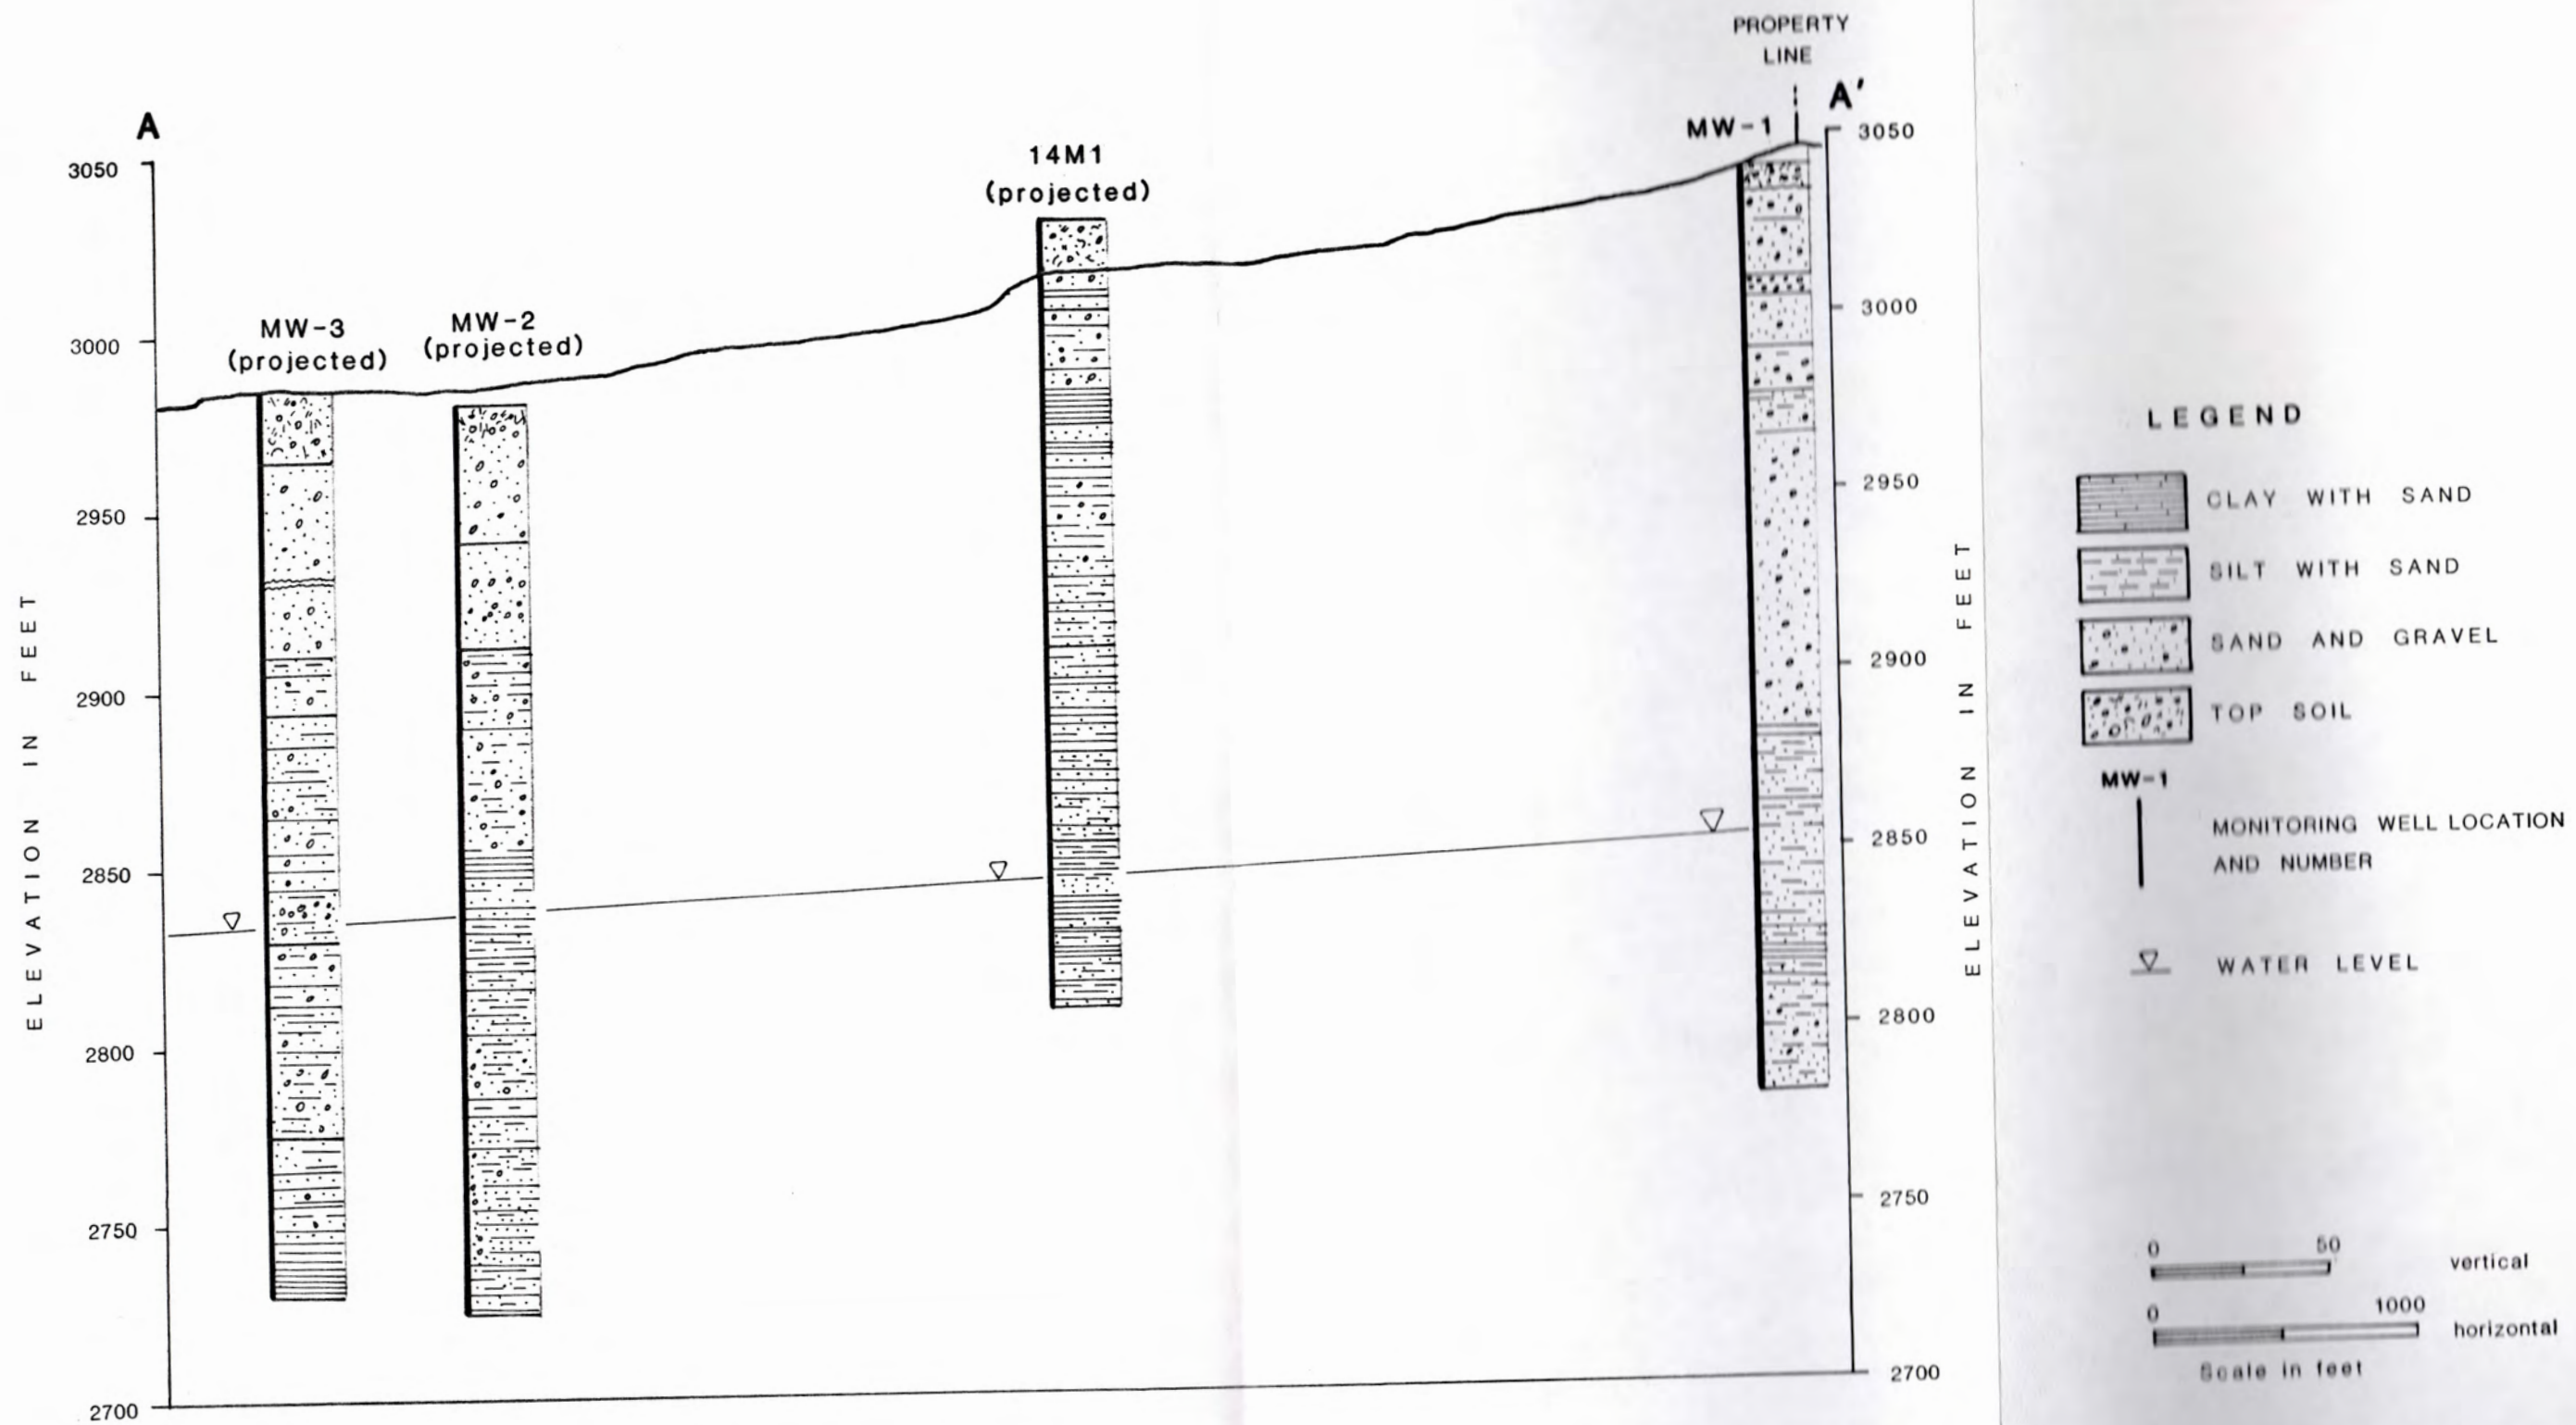 PROPERTY
LINE
A
A'
MW-1
14M1
(projected)
MW-3
(projected)
MW-2
(projected)
3050
3000
2950
2900
2850
2800
2750
2700
ELEVATION IN FEET
3050
3000
2950
2900
2850
2800
2750
2700
ELEVATION IN FEET
LEGEND
CLAY WITH SAND
SILT WITH SAND
SAND AND GRAVEL
TOP SOIL
MW-1
MONITORING WELL LOCATION
AND NUMBER
WATER LEVEL
0 50
vertical
0 1000
horizontal
Scale in feet